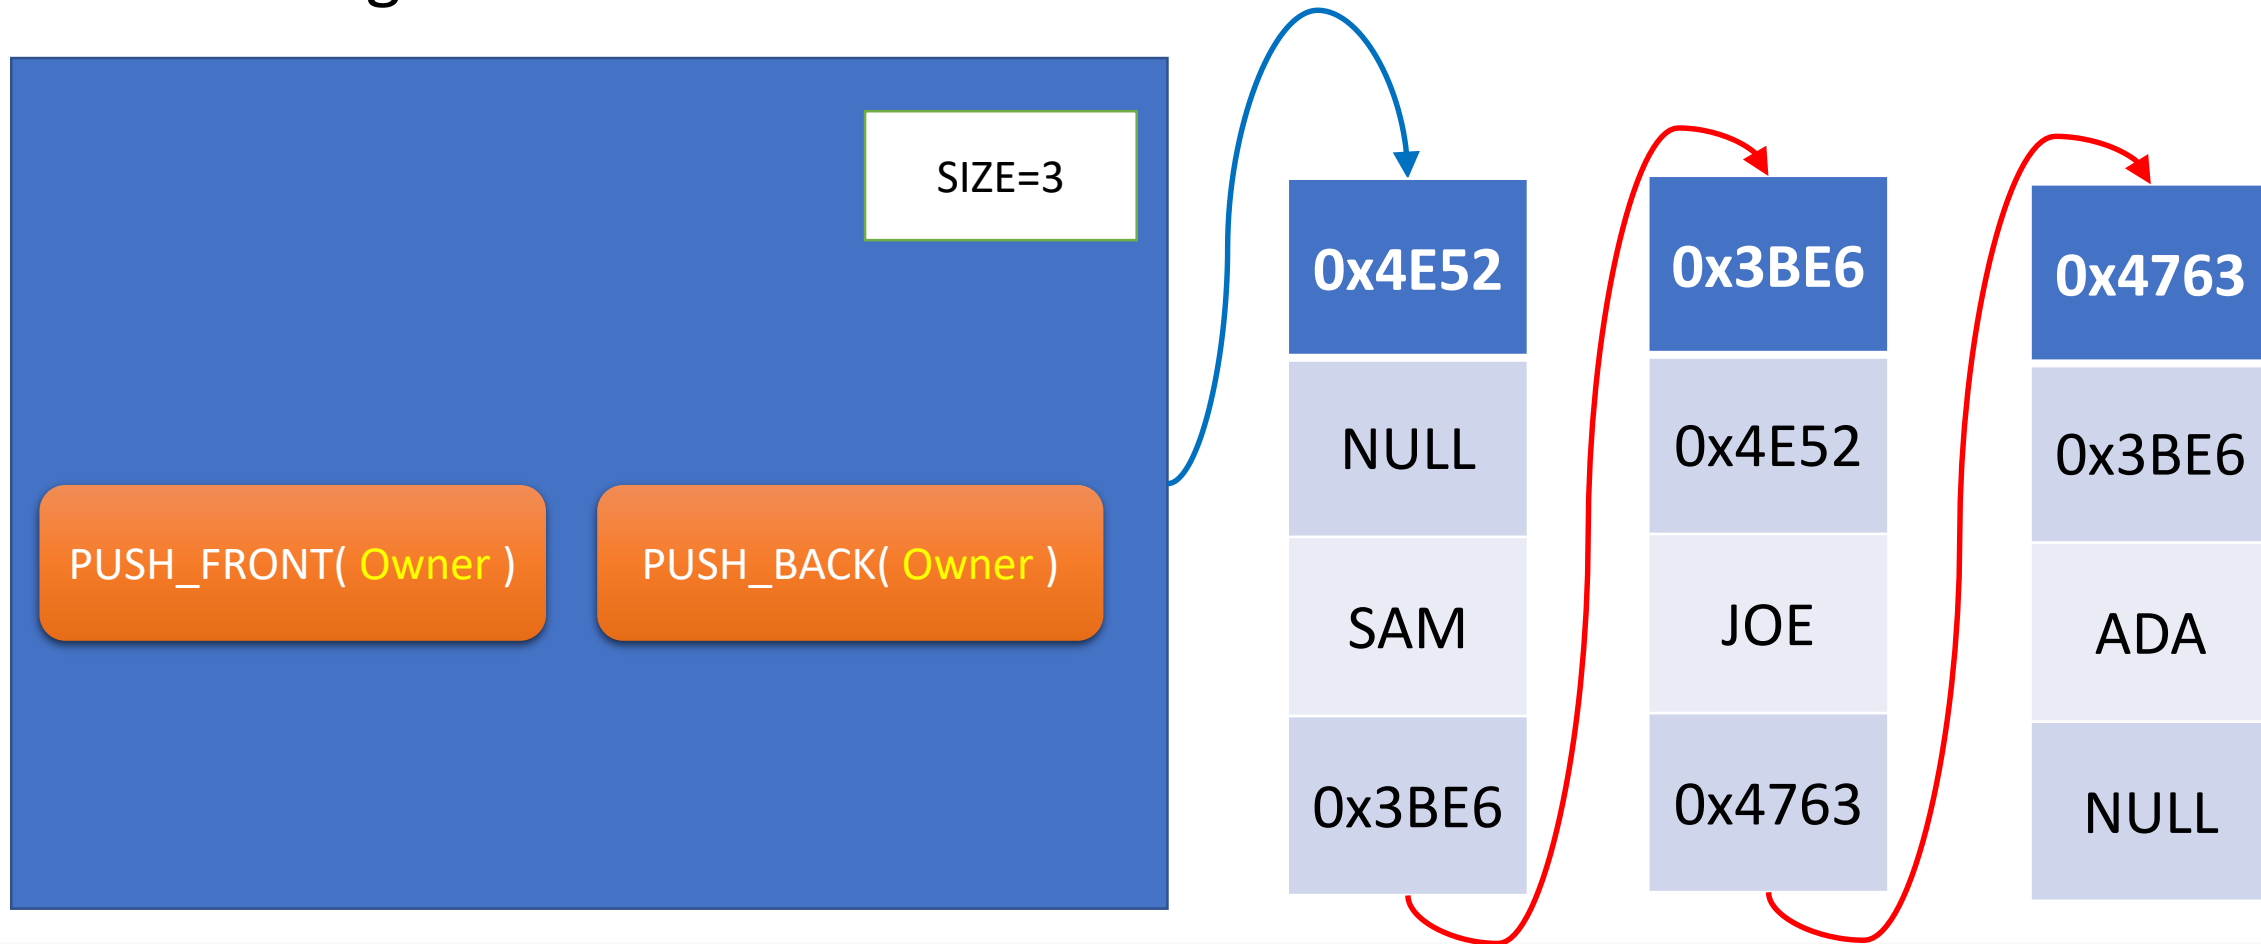 SIZE=3
PUSH_FRONT( Owner )
PUSH_BACK( Owner )
0x4E52
NULL
SAM
0x3BE6
0x3BE6
0x4E52
JOE
0x4763
0x4763
0x3BE6
ADA
NULL